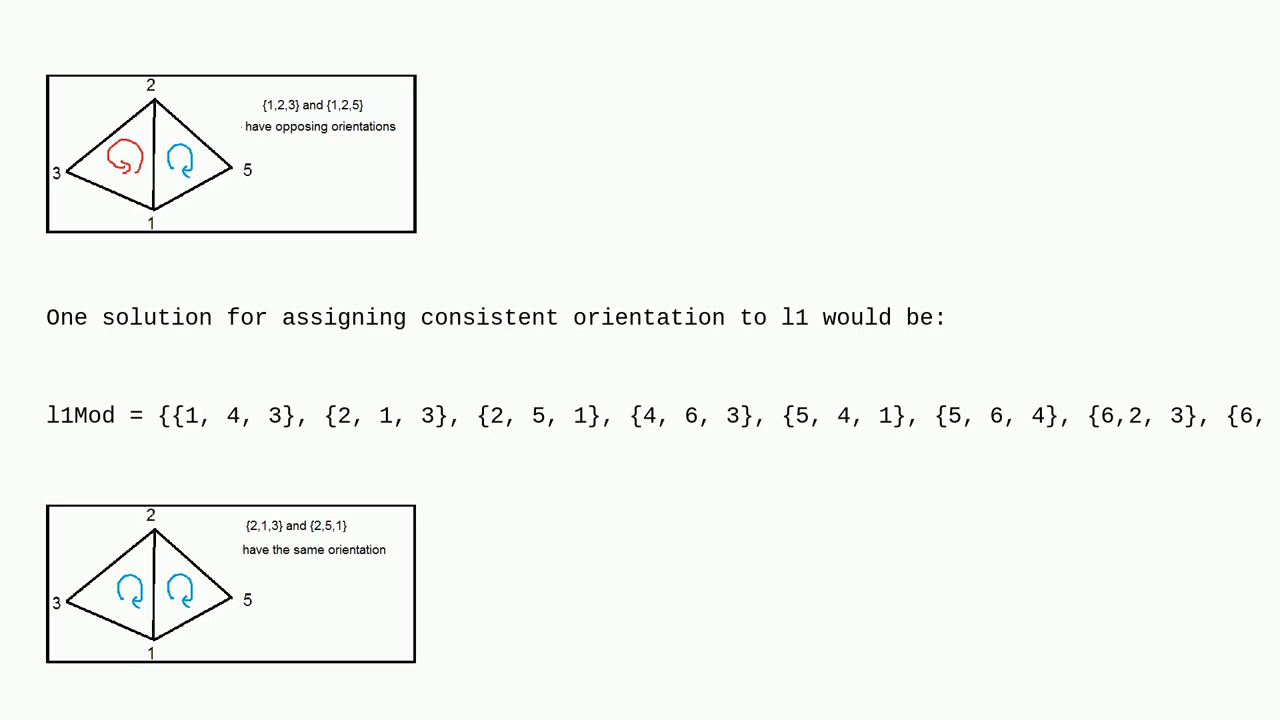 2
{1,2,3} and {1,2,5}
have opposing orientations
3
5
1
One solution for assigning consistent orientation to l1 would be:
l1Mod = {{1, 4, 3}, {2, 1, 3}, {2, 5, 1}, {4, 6, 3}, {5, 4, 1}, {5, 6, 4}, {6,2, 3}, {6,
2
{2,1,3} and {2,5,1}
have the same orientation
3
5
1